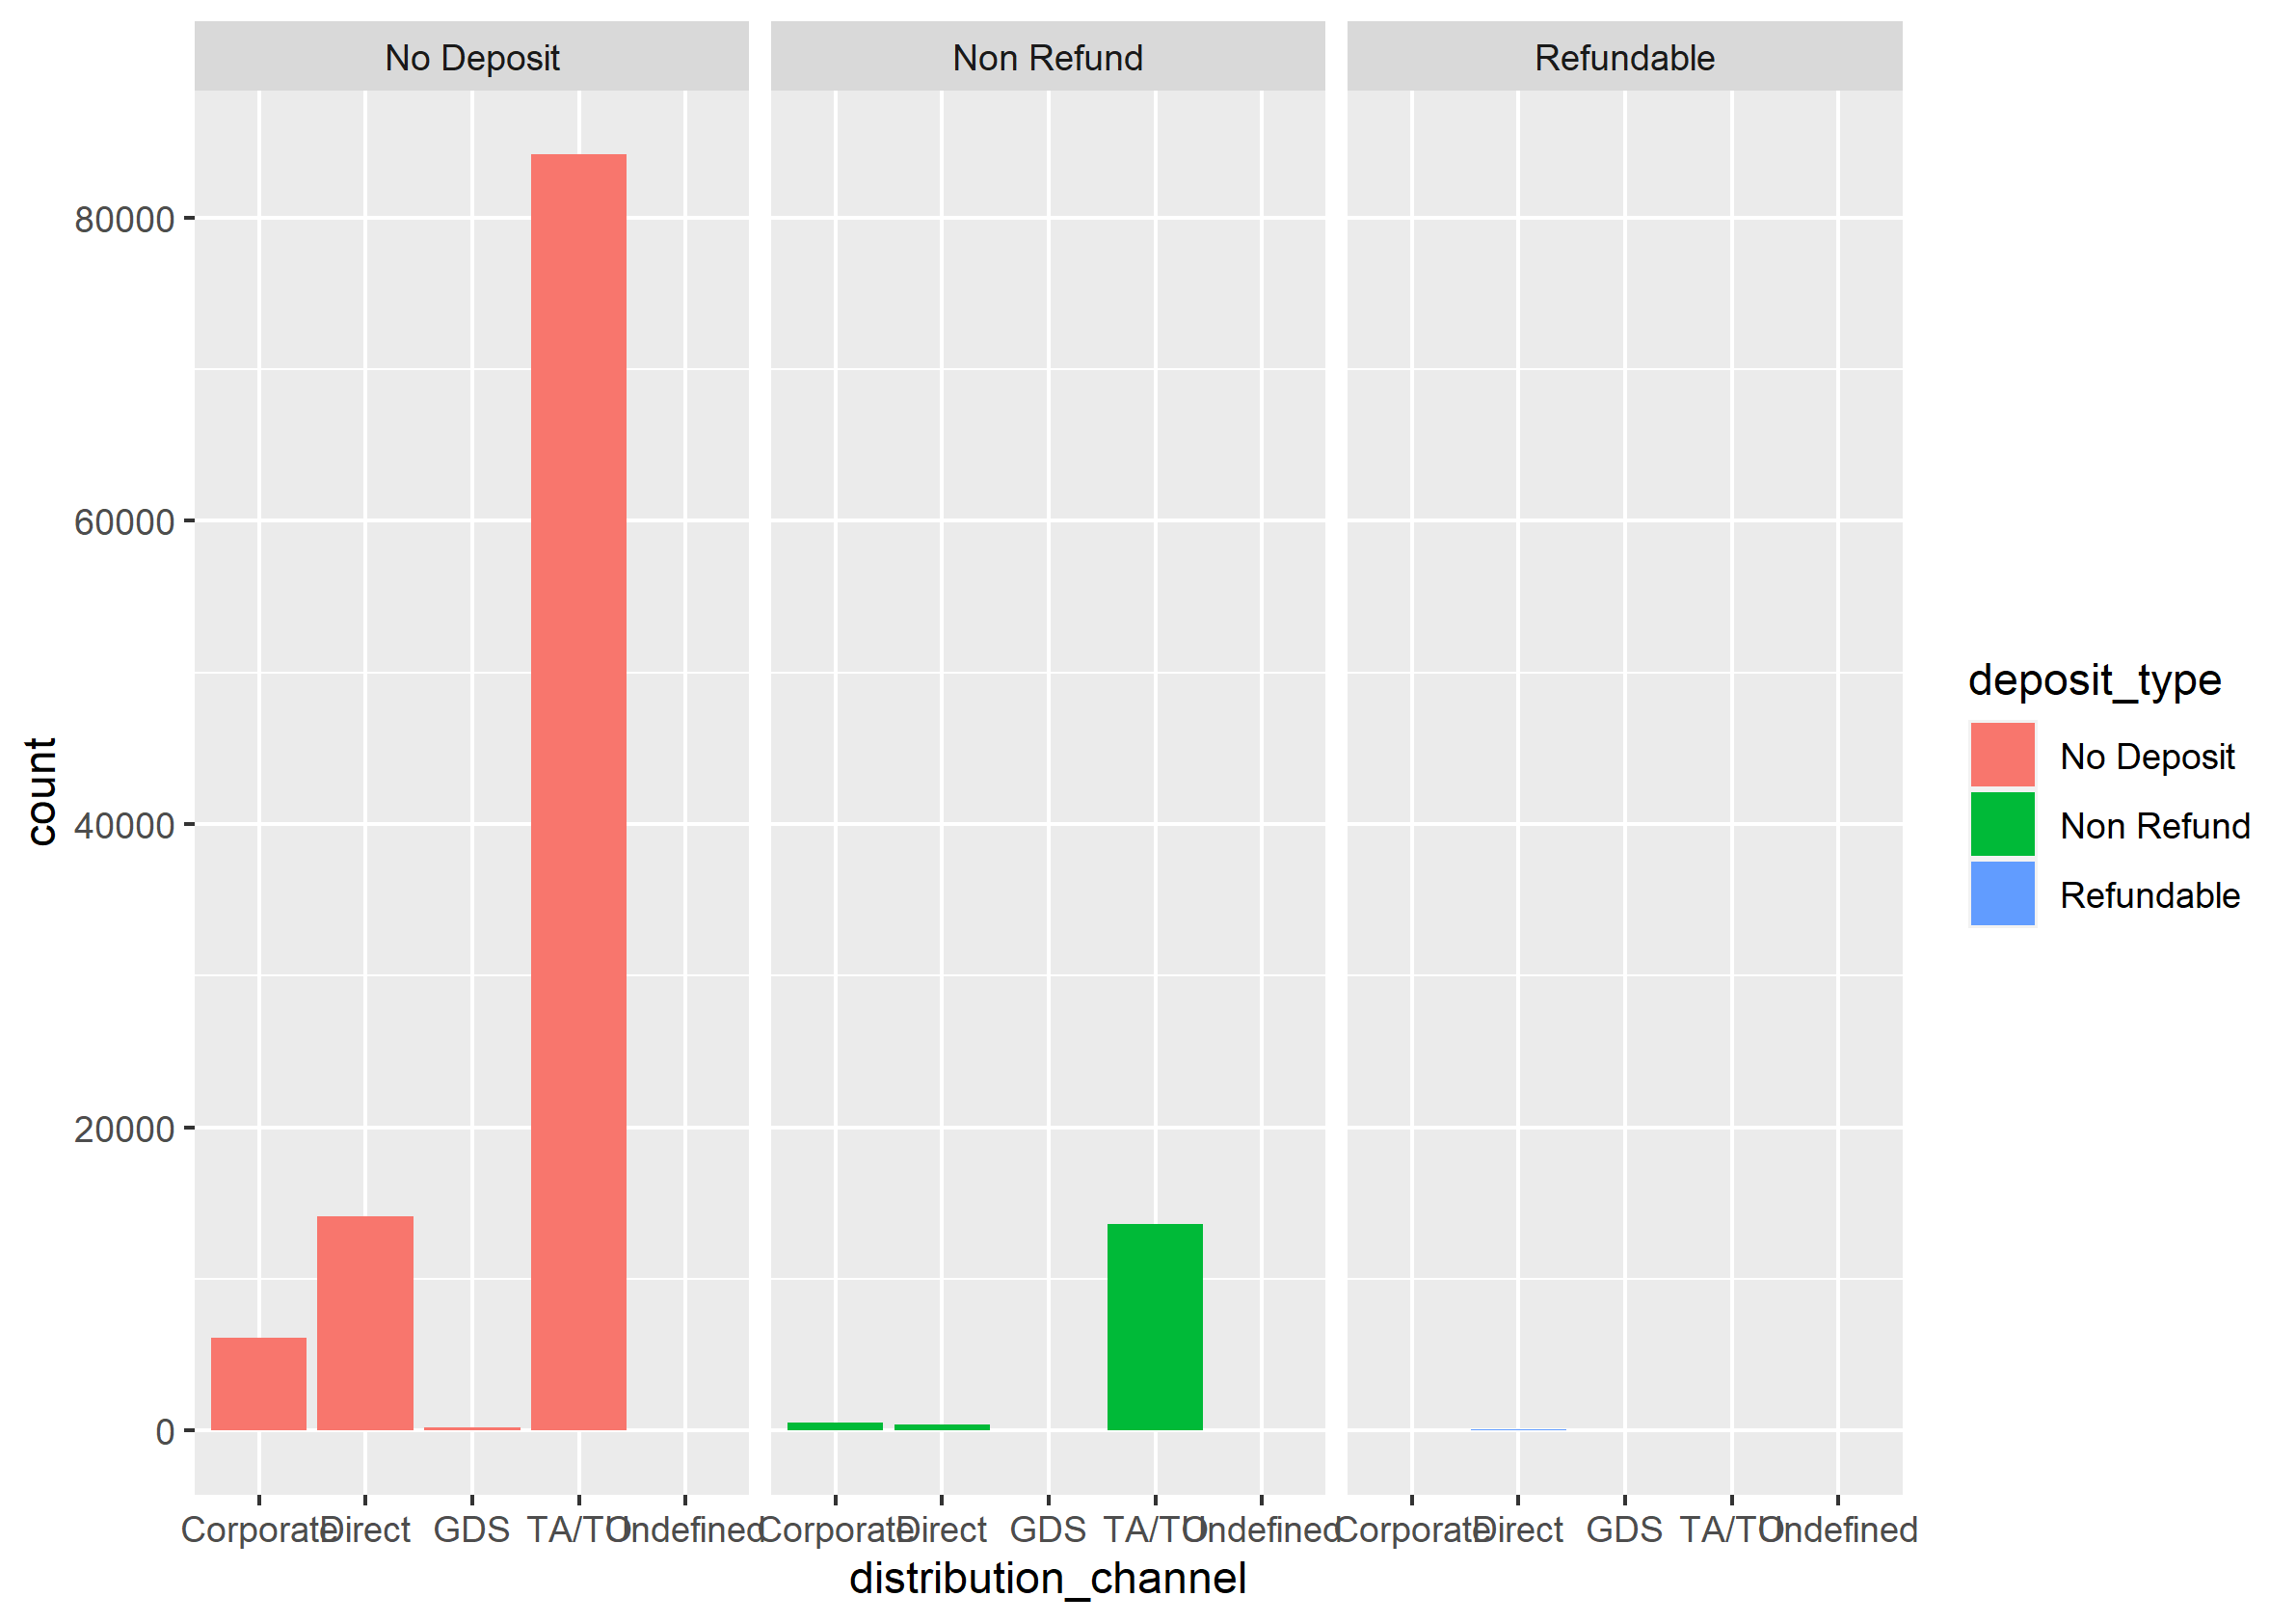 No Deposit Non Refund Refundable
80000
60000
40000
20000
0
count
Corporate Direct GDS TA/TO Undefined Corporate Direct GDS TA/TO Undefined Corporate Direct GDS TA/TO Undefined
distribution_channel
deposit_type
No Deposit
Non Refund
Refundable